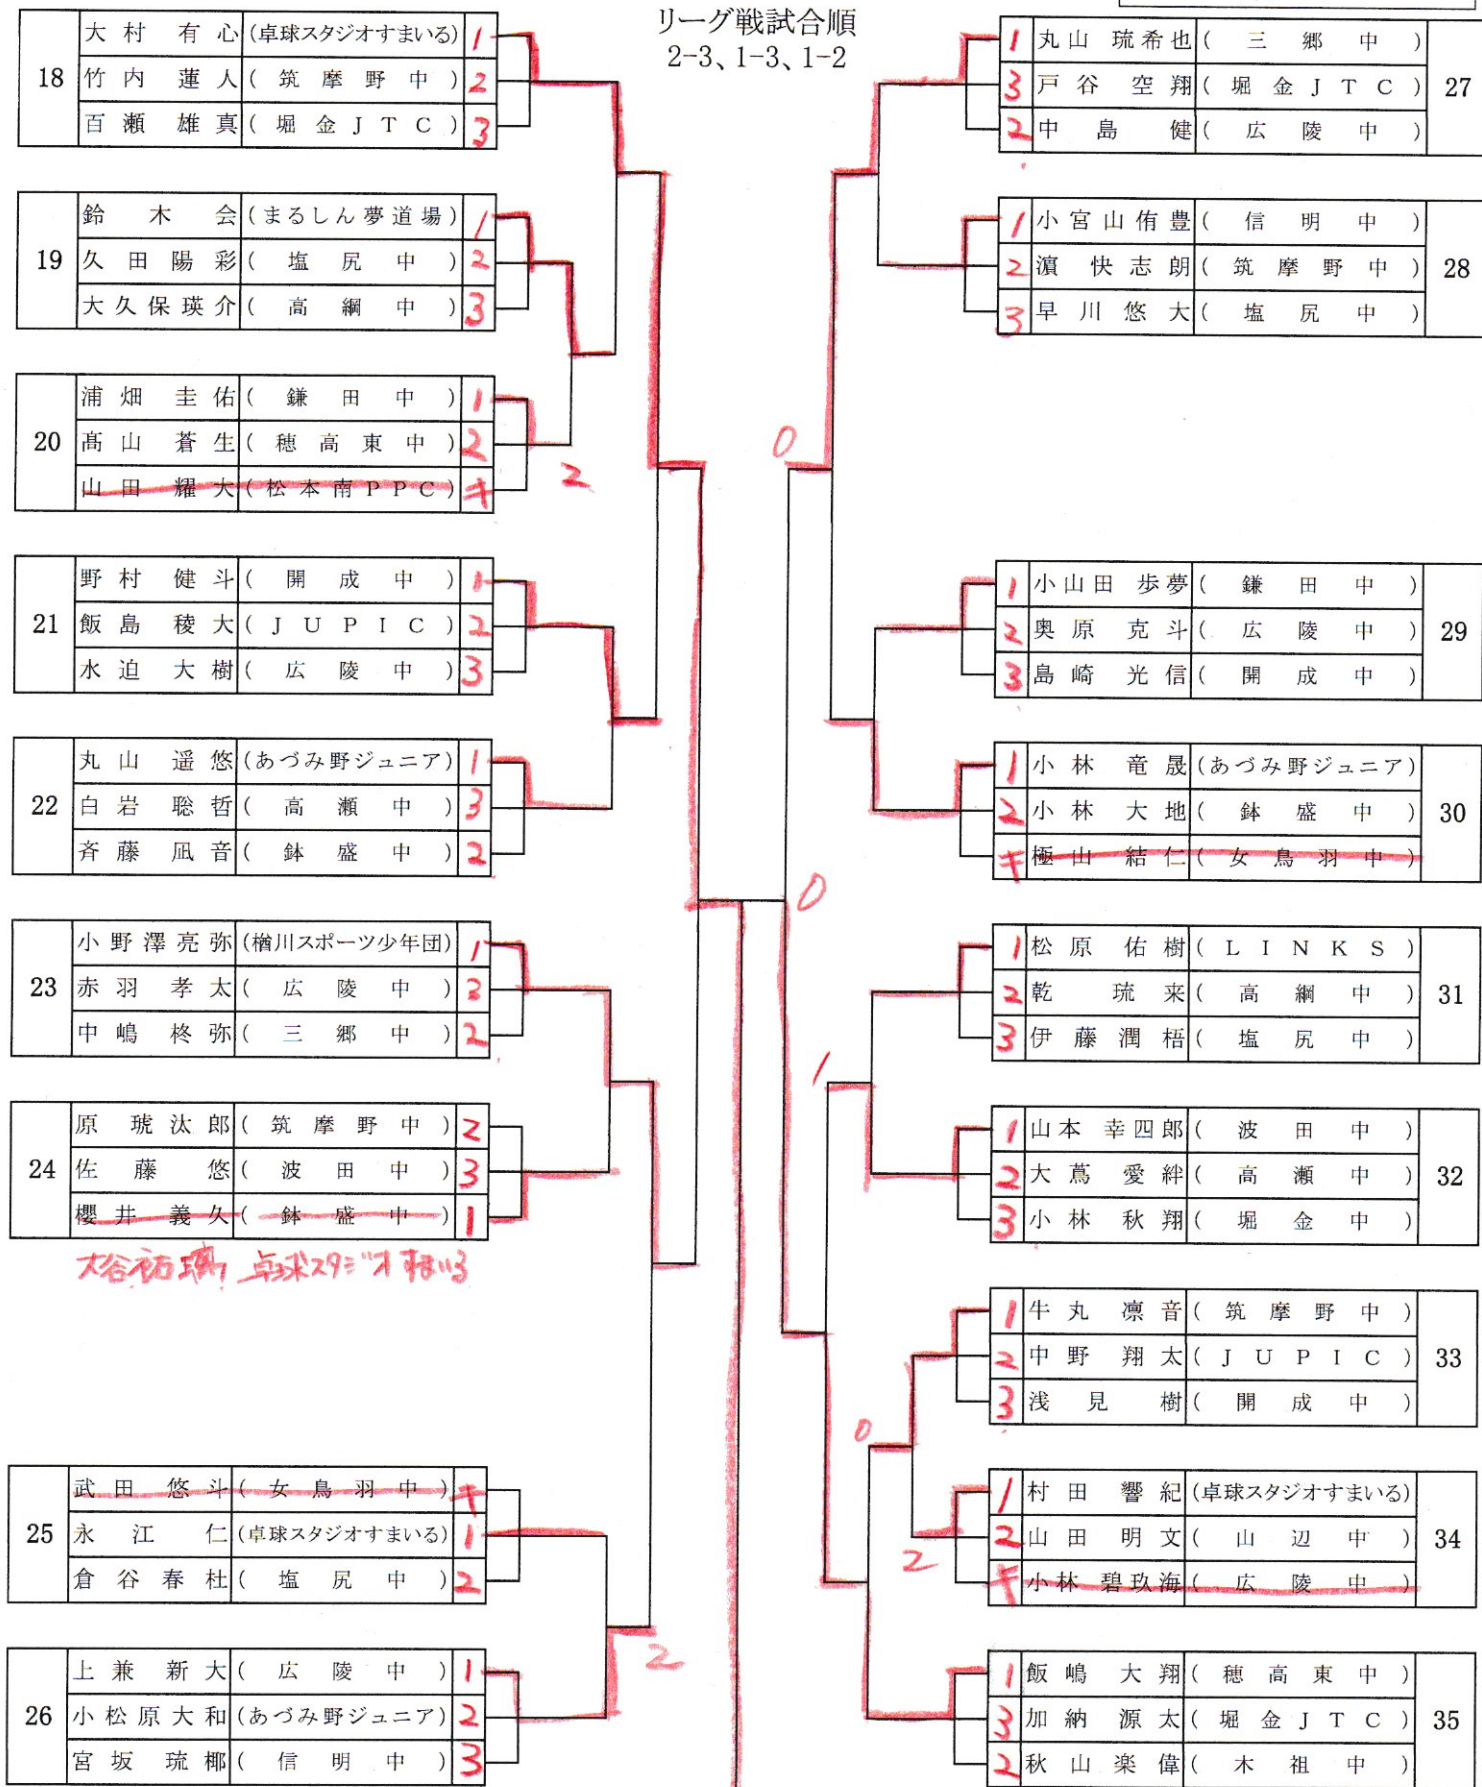 リーグ戦試合順
2-3、1-3、1-2
18
大村 有心 (卓球スタジオすまいる) 1
竹内 蓮人 (筑摩野中) 2
百瀬 雄真 (堀金JTC) 3
19
鈴木 会 (まるしん夢道場) 1
久田陽彩 (塩尻中) 2
大久保瑛介 (高綱中) 3
20
浦畑 圭佑 (鎌田中) 1
髙山 蒼生 (穂高東中) 2
山田 耀大 (松本南PPC) キ
2
21
野村 健斗 (開成中) 1
飯島 稜大 (JUPIC) 2
水迫 大樹 (広陵中) 3
22
丸山 遥悠 (あづみ野ジュニア) 1
白岩 聡哲 (高瀬中) 3
斉藤 凪音 (鉢盛中) 2
23
小野澤亮弥 (楢川スポーツ少年団) 1
赤羽 孝太 (広陵中) 3
中嶋 柊弥 (三郷中) 2
24
原 琥汰郎 (筑摩野中) 2
佐藤 悠 (波田中) 3
櫻井 義久 (鉢盛中) 1
大谷祐璃 卓球スタジオすまいる
25
武田 悠斗 (女鳥羽中) キ
永江 仁 (卓球スタジオすまいる) 1
倉谷春杜 (塩尻中) 2
26
上兼 新大 (広陵中) 1
小松原大和 (あづみ野ジュニア) 2
宮坂 琉椰 (信明中) 3
2
1 丸山 琉希也 (三郷中)
3 戸谷 空翔 (堀金JTC)
2 中島 健 (広陵中)
27
1 小宮山侑豊 (信明中)
2 濵 快志朗 (筑摩野中)
3 早川悠大 (塩尻中)
28
0
1 小山田 歩夢 (鎌田中)
2 奥原 克斗 (広陵中)
3 島崎 光信 (開成中)
29
1 小林 竜晟 (あづみ野ジュニア)
2 小林 大地 (鉢盛中)
キ 極山 結仁 (女鳥羽中)
30
0
1 松原 佑樹 (LINKS)
2 乾 琉来 (高綱中)
3 伊藤潤梧 (塩尻中)
31
1
1 山本 幸四郎 (波田中)
2 大蔦 愛絆 (高瀬中)
3 小林 秋翔 (堀金中)
32
1 牛丸 凛音 (筑摩野中)
2 中野 翔太 (JUPIC)
3 浅見 樹 (開成中)
33
0
1 村田 響紀 (卓球スタジオすまいる)
2 山田 明文 (山辺中)
キ 小林 碧玖海 (広陵中)
34
2
1 飯嶋 大翔 (穂高東中)
3 加納 源太 (堀金JTC)
2 秋山楽偉 (木祖中)
35